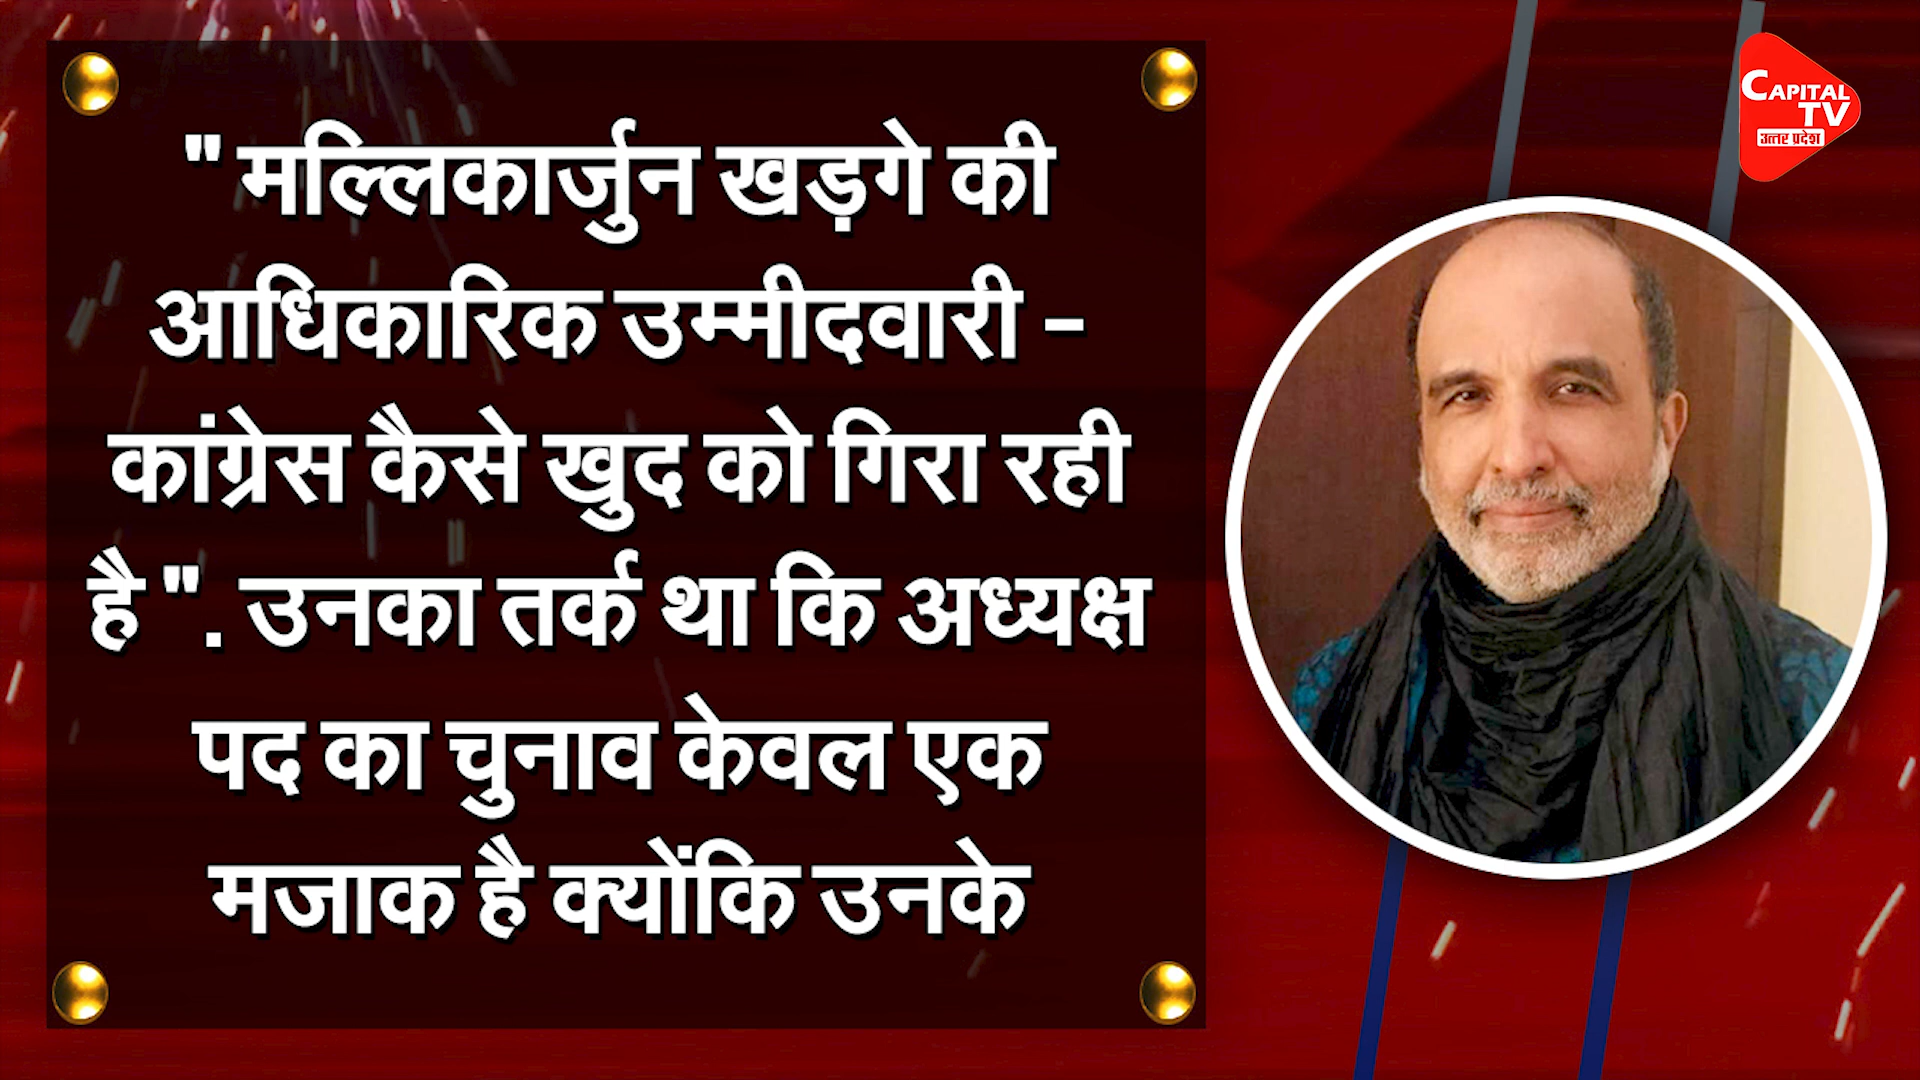 " मल्लिकार्जुन खड़गे की
आधिकारिक उम्मीदवारी -
कांग्रेस कैसे खुद को गिरा रही
है ". उनका तर्क था कि अध्यक्ष
पद का चुनाव केवल एक
मजाक है क्योंकि उनके
CAPITAL
TV
उत्तर प्रदेश